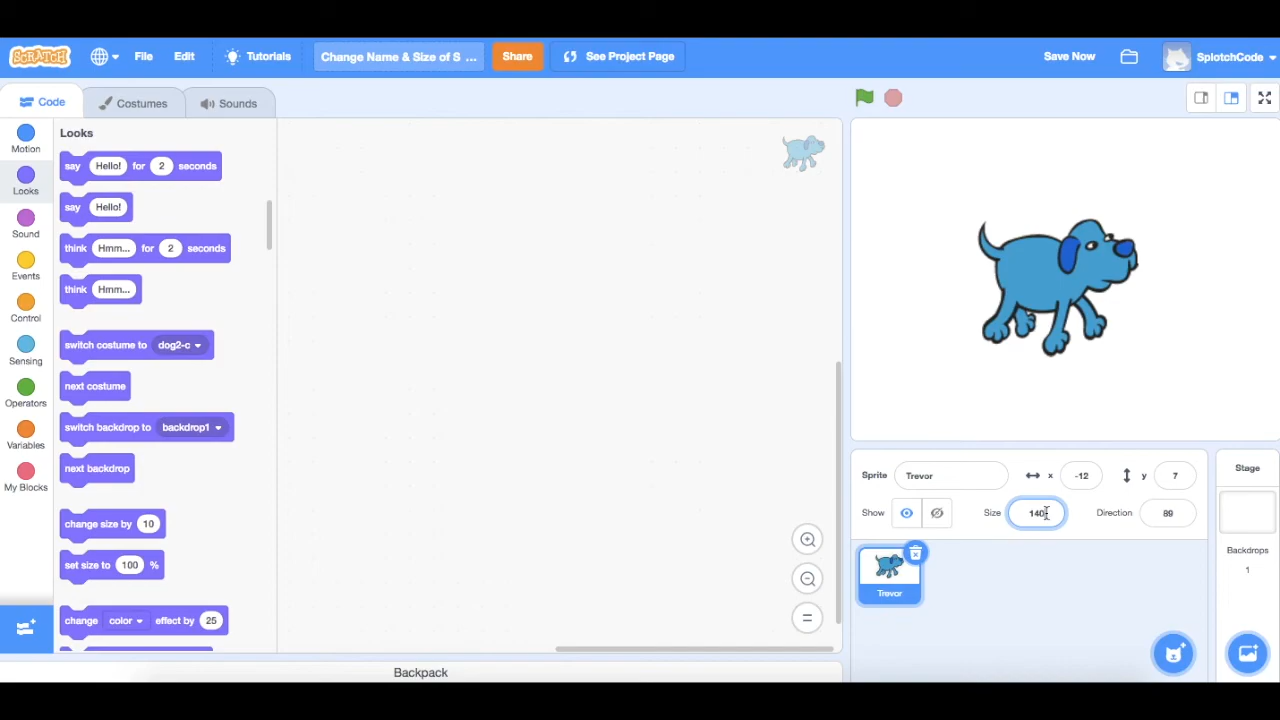 SCRATCH
File
Edit
Tutorials
Change Name & Size of S ...
Share
See Project Page
Save Now
SplotchCode
Code
Costumes
Sounds
Motion
Looks
Sound
Events
Control
Sensing
Operators
Variables
My Blocks
Looks
say Hello! for 2 seconds
say Hello!
think Hmm... for 2 seconds
think Hmm...
switch costume to dog2-c
next costume
switch backdrop to backdrop1
next backdrop
change size by 10
set size to 100 %
change color effect by 25
Backpack
Sprite Trevor x -12 y 7
Show Size 140 Direction 89
Trevor
Stage
Backdrops
1